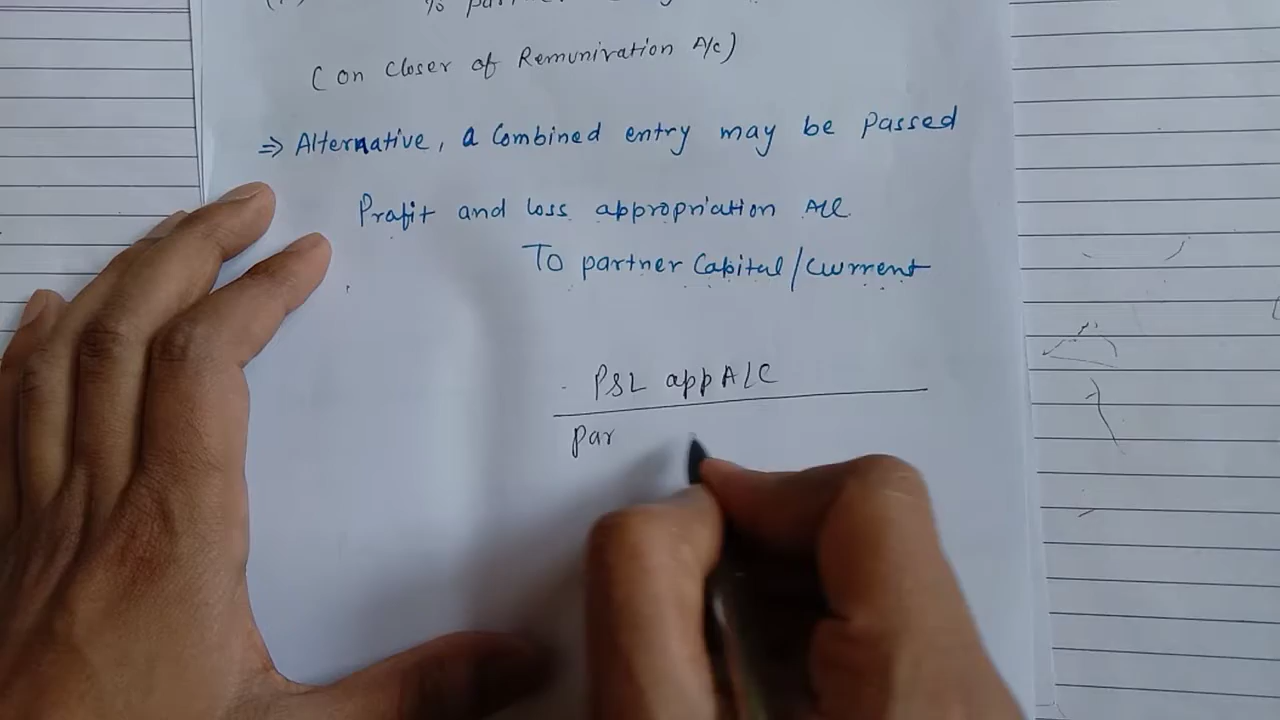 (on closer of Remuniration A/c)
⇒ Alternative, a Combined entry may be passed
Profit and loss appropriation A/c
To partner Capital/current
P&L app A/C
par